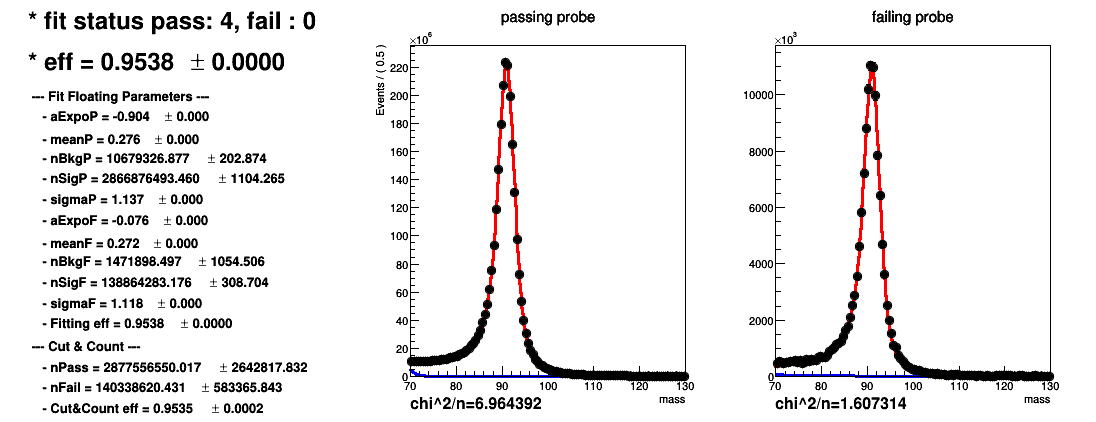 * fit status pass: 4, fail : 0
* eff = 0.9538 ± 0.0000
--- Fit Floating Parameters ---
- aExpoP = -0.904 ± 0.000
- meanP = 0.276 ± 0.000
- nBkgP = 10679326.877 ± 202.874
- nSigP = 2866876493.460 ± 1104.265
- sigmaP = 1.137 ± 0.000
- aExpoF = -0.076 ± 0.000
- meanF = 0.272 ± 0.000
- nBkgF = 1471898.497 ± 1054.506
- nSigF = 138864283.176 ± 308.704
- sigmaF = 1.118 ± 0.000
- Fitting eff = 0.9538 ± 0.0000
--- Cut & Count ---
- nPass = 2877556550.017 ± 2642817.832
- nFail = 140338620.431 ± 583365.843
- Cut&Count eff = 0.9535 ± 0.0002
passing probe
×10^6
Events / ( 0.5 )
220
200
180
160
140
120
100
80
60
40
20
0
70 80 90 100 110 120 130
mass
chi^2/n=6.964392
failing probe
×10^3
10000
8000
6000
4000
2000
0
70 80 90 100 110 120 130
mass
chi^2/n=1.607314